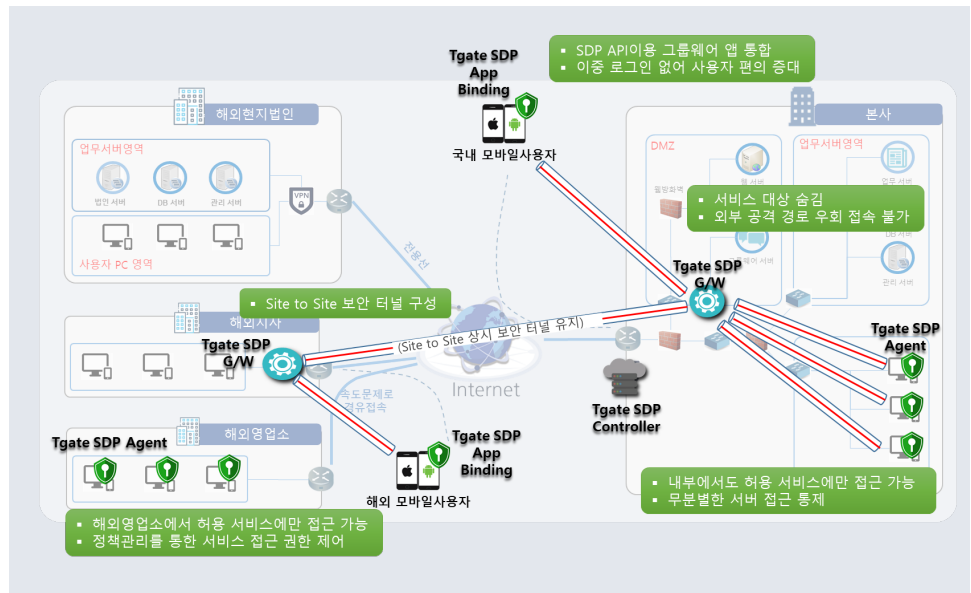 Tgate SDP
App
Binding
▪ SDP API이용 그룹웨어 앱 통합
▪ 이중 로그인 없어 사용자 편의 증대
국내 모바일사용자
해외현지법인
업무서버영역
법인 서버
DB 서버
관리 서버
사용자 PC 영역
VPN
전용선
본사
DMZ
업무서버영역
웹 서버
업무 서버
방화벽
▪ 서비스 대상 숨김
▪ 외부 공격 경로 우회 접속 불가
서버
DB 서버
관리 서버
Tgate SDP
G/W
▪ Site to Site 보안 터널 구성
해외지사
Tgate SDP
G/W
(Site to Site 상시 보안 터널 유지)
Internet
Tgate SDP
Agent
Tgate SDP
Controller
속도문제로
경유접속
해외영업소
Tgate SDP Agent
Tgate SDP
App
Binding
해외 모바일사용자
▪ 내부에서도 허용 서비스에만 접근 가능
▪ 무분별한 서버 접근 통제
▪ 해외영업소에서 허용 서비스에만 접근 가능
▪ 정책관리를 통한 서비스 접근 권한 제어